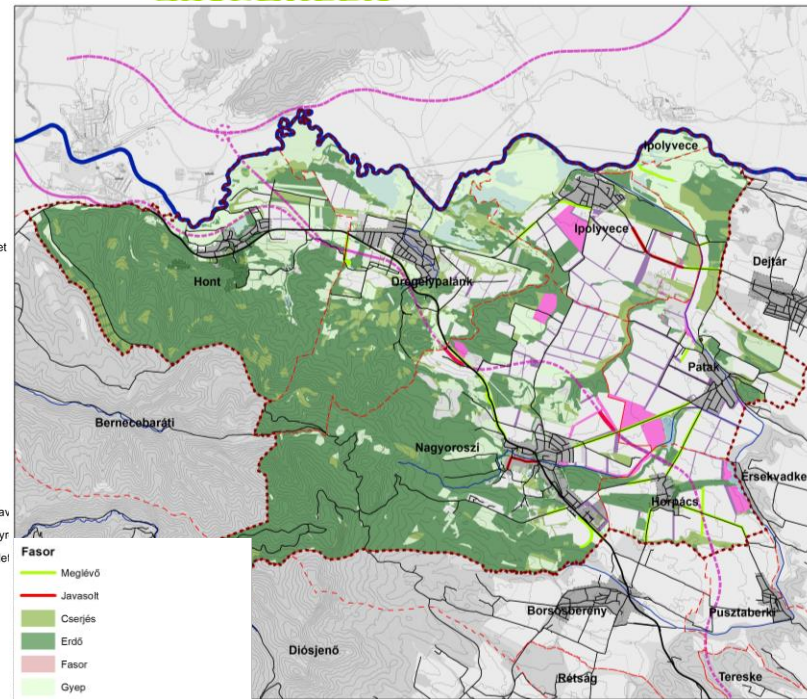 Ipolyvece
et
Ipolyvece
Dejtár
Hont
Drégelypalánk
Patak
Bernecebaráti
Nagyoroszi
Érsekvadke
Horpács
Fasor
Meglévő
Javasolt
Cserjés
Erdő
Fasor
Gyep
Borsosberény
Pusztaberki
Diósjenő
Rétság
Tereske